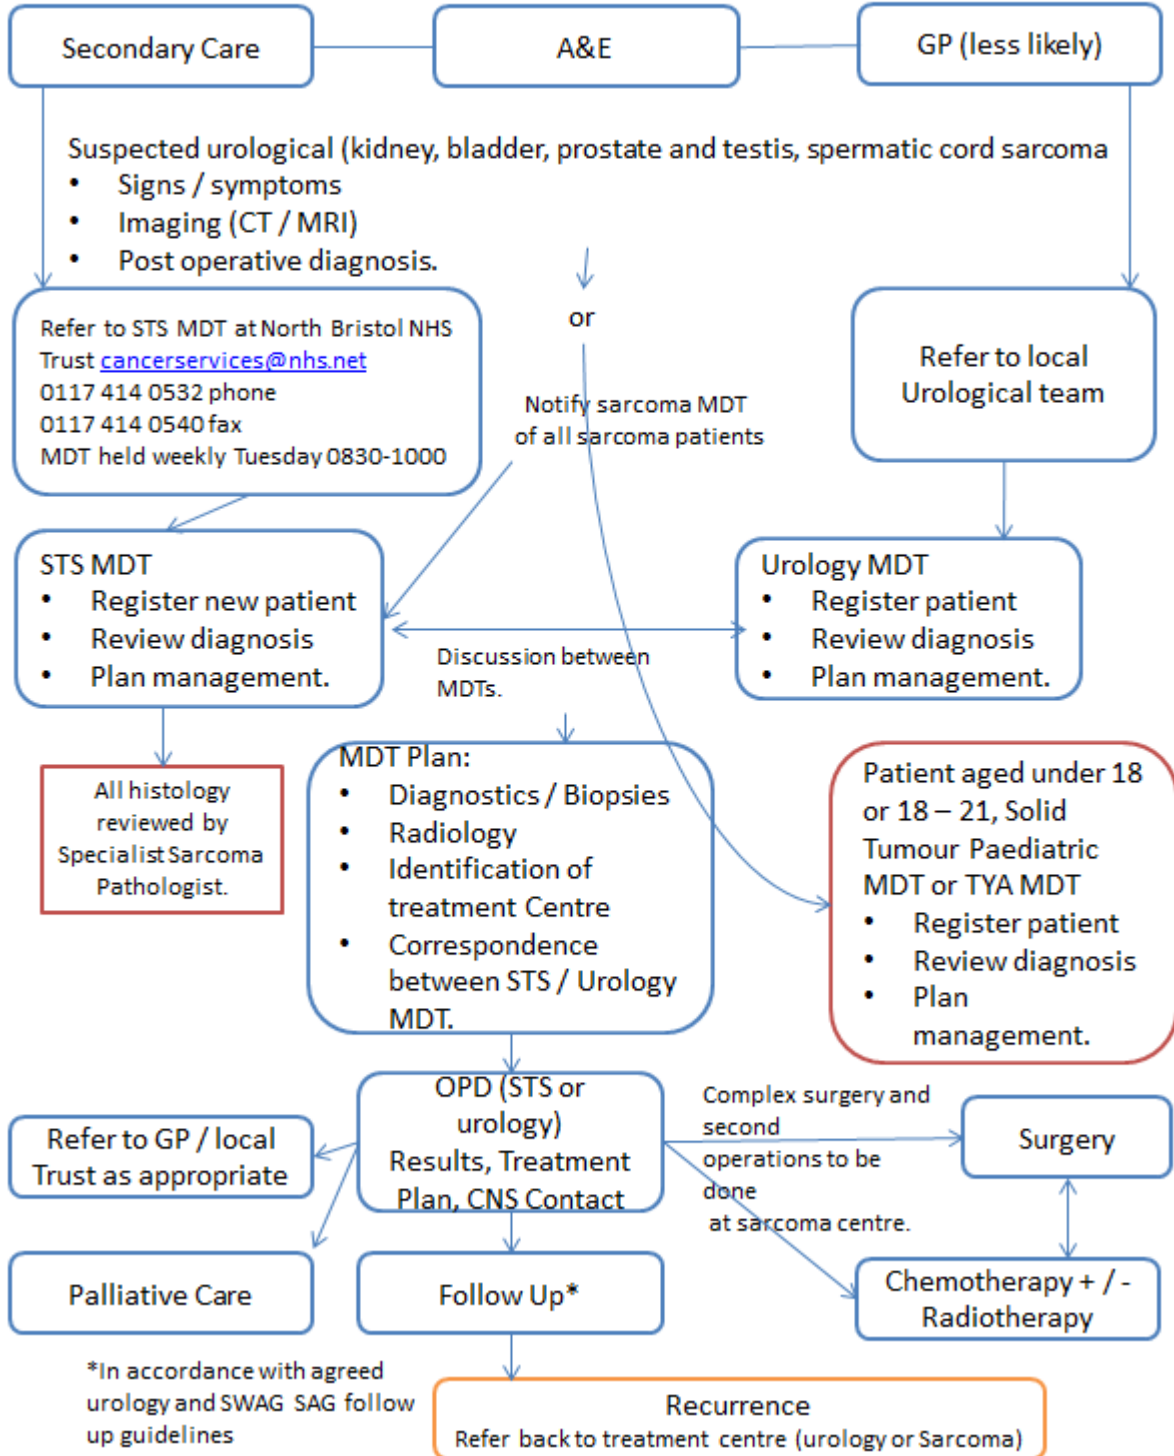 Secondary Care
A&E
GP (less likely)
Suspected urological (kidney, bladder, prostate and testis, spermatic cord sarcoma
• Signs / symptoms
• Imaging (CT / MRI)
• Post operative diagnosis.
or
Refer to STS MDT at North Bristol NHS
Trust cancerservices@nhs.net
0117 414 0532 phone
0117 414 0540 fax
MDT held weekly Tuesday 0830-1000
Notify sarcoma MDT
of all sarcoma patients
Refer to local
Urological team
STS MDT
• Register new patient
• Review diagnosis
• Plan management.
Discussion between
MDTs.
Urology MDT
• Register patient
• Review diagnosis
• Plan management.
All histology
reviewed by
Specialist Sarcoma
Pathologist.
MDT Plan:
• Diagnostics / Biopsies
• Radiology
• Identification of
treatment Centre
• Correspondence
between STS / Urology
MDT.
Patient aged under 18
or 18 – 21, Solid
Tumour Paediatric
MDT or TYA MDT
• Register patient
• Review diagnosis
• Plan
management.
Refer to GP / local
Trust as appropriate
OPD (STS or
urology)
Results, Treatment
Plan, CNS Contact
Complex surgery and
second
operations to be
done
at sarcoma centre.
Surgery
Palliative Care
Follow Up*
Chemotherapy + / -
Radiotherapy
*In accordance with agreed
urology and SWAG SAG follow
up guidelines
Recurrence
Refer back to treatment centre (urology or Sarcoma)